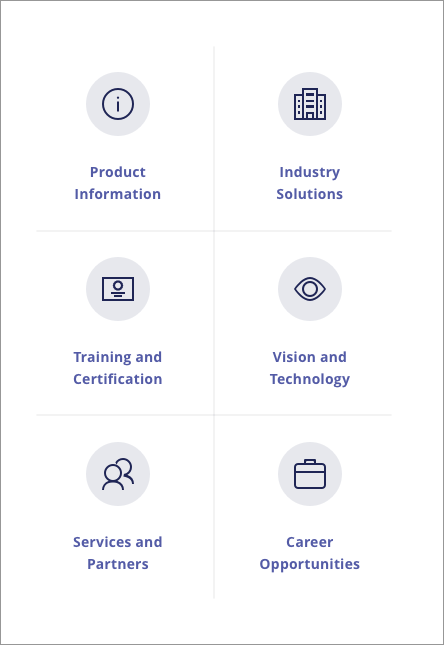 Product
Information
Industry
Solutions
Training and
Certification
Vision and
Technology
Services and
Partners
Career
Opportunities